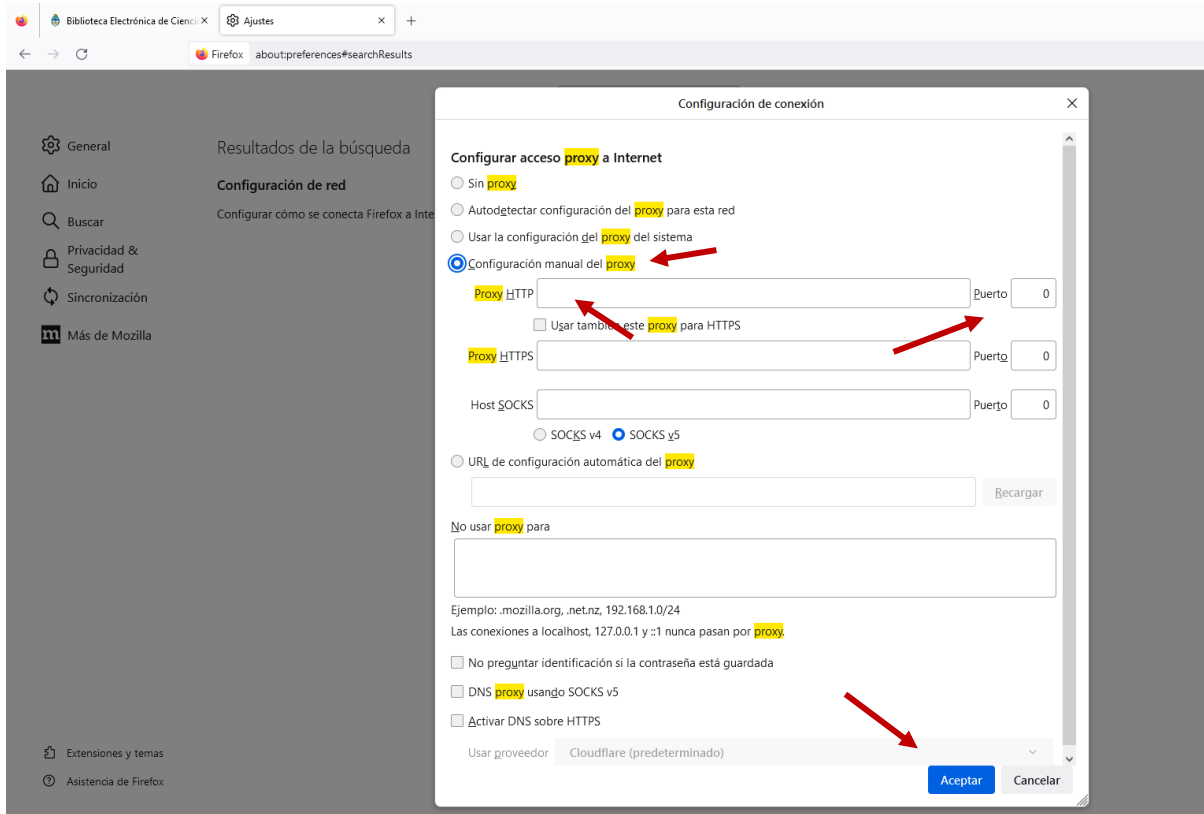 Biblioteca Electrónica de Cienci
Ajustes
Firefox about:preferences#searchResults
Configuración de conexión
General
Inicio
Buscar
Privacidad &
Seguridad
Sincronización
Más de Mozilla
Extensiones y temas
Asistencia de Firefox
Resultados de la búsqueda
Configuración de red
Configurar cómo se conecta Firefox a Inte
Configurar acceso proxy a Internet
Sin proxy
Autodetectar configuración del proxy para esta red
Usar la configuración del proxy del sistema
Configuración manual del proxy
Proxy HTTP Puerto 0
Usar también este proxy para HTTPS
Proxy HTTPS Puerto 0
Host SOCKS Puerto 0
SOCKS v4 SOCKS v5
URL de configuración automática del proxy
Recargar
No usar proxy para
Ejemplo: .mozilla.org, .net.nz, 192.168.1.0/24
Las conexiones a localhost, 127.0.0.1 y ::1 nunca pasan por proxy.
No preguntar identificación si la contraseña está guardada
DNS proxy usando SOCKS v5
Activar DNS sobre HTTPS
Usar proveedor Cloudflare (predeterminado)
Aceptar Cancelar